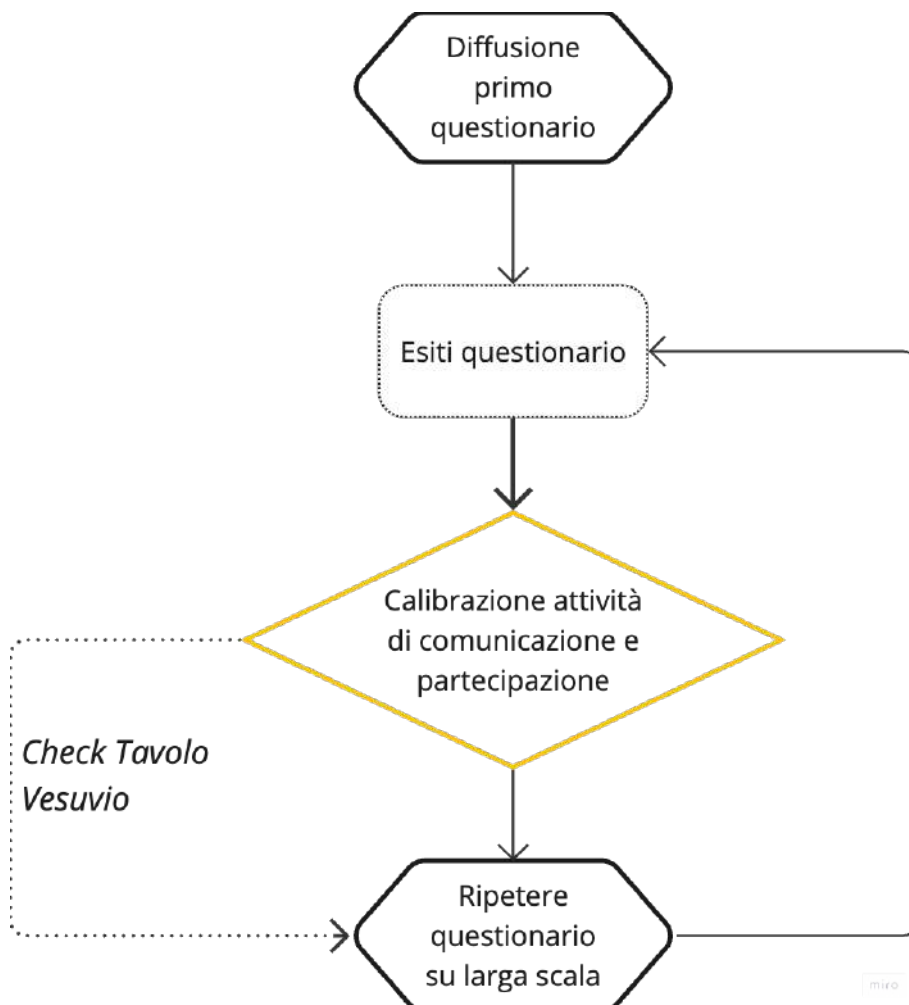 Diffusione
primo
questionario
Esiti questionario
Calibrazione attività
di comunicazione e
partecipazione
Check Tavolo
Vesuvio
Ripetere
questionario
su larga scala
miro